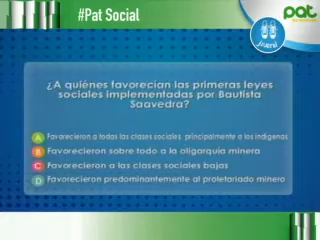 #Pat Social
pat
Juvenil
¿A quiénes favorecían las primeras leyes
sociales implementadas por Bautista
Saavedra?
A Favorecieron a todas las clases sociales, principalmente a los indígenas
B Favorecieron sobre todo a la oligarquía minera
C Favorecieron a las clases sociales bajas
D Favorecieron predominantemente al proletariado minero